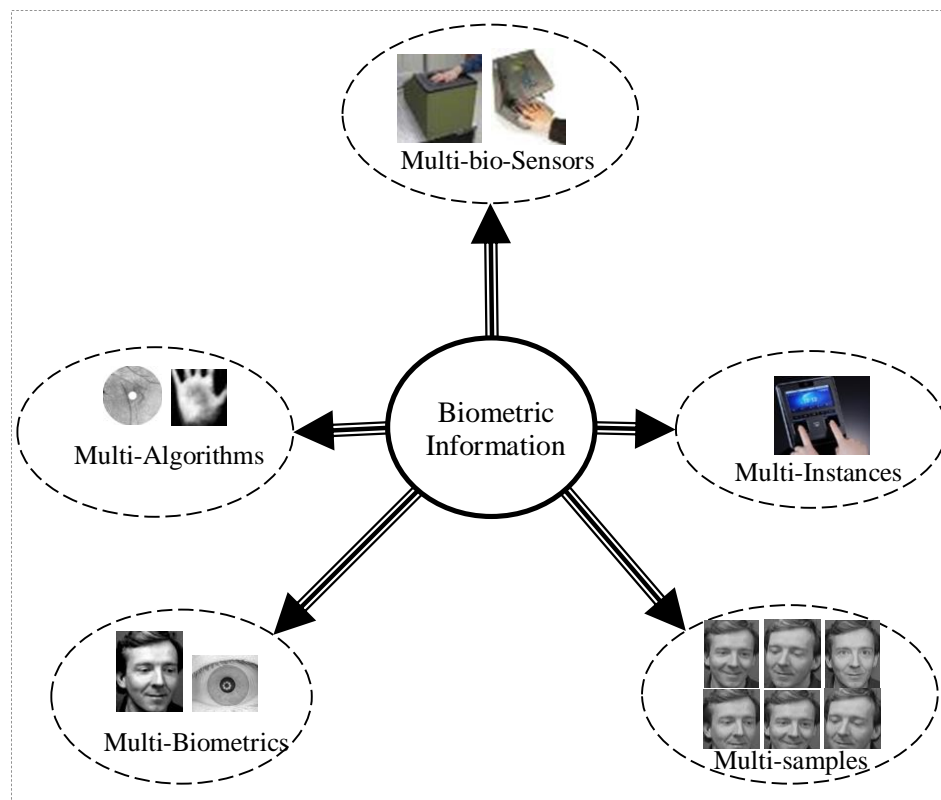 Multi-bio-Sensors
Multi-Algorithms
Biometric
Information
Multi-Instances
Multi-Biometrics
Multi-samples